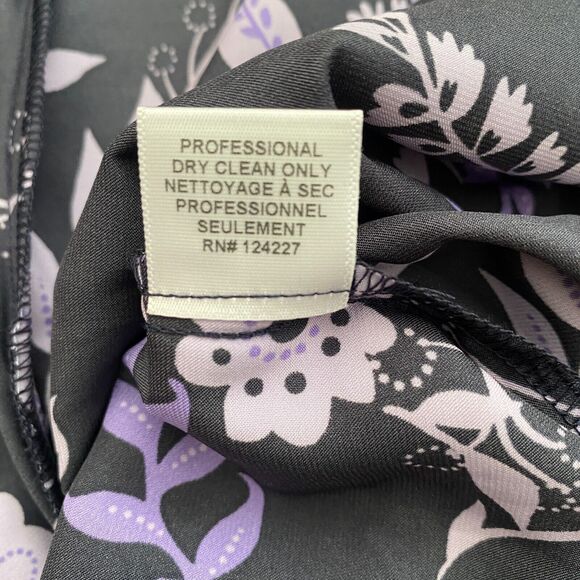 PROFESSIONAL
DRY CLEAN ONLY
NETTOYAGE À SEC
PROFESSIONNEL
SEULEMENT
RN# 124227